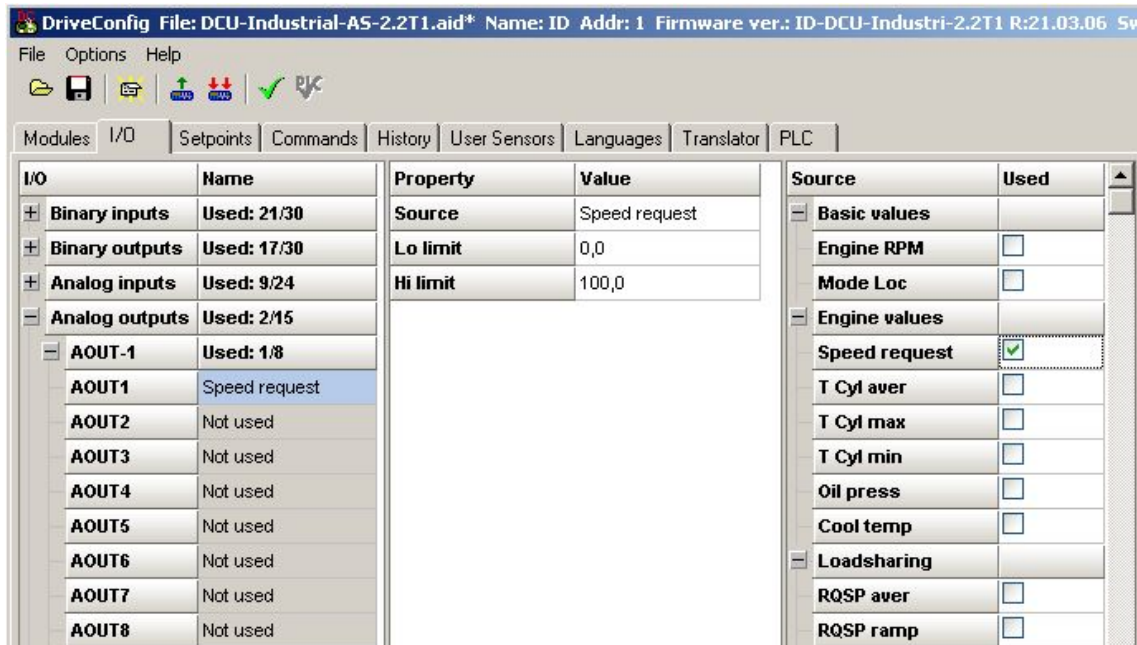 DriveConfig File: DCU-Industrial-AS-2.2T1.aid* Name: ID Addr: 1 Firmware ver.: ID-DCU-Industri-2.2T1 R:21.03.06
File Options Help
PLC
Modules I/O Setpoints Commands History User Sensors Languages Translator PLC
I/O Name Property Value Source Used
Binary inputs Used: 21/30 Source Speed request Basic values
Binary outputs Used: 17/30 Lo limit 0,0 Engine RPM
Analog inputs Used: 9/24 Hi limit 100,0 Mode Loc
Analog outputs Used: 2/15 Engine values
AOUT-1 Used: 1/8 Speed request
AOUT1 Speed request T Cyl aver
AOUT2 Not used T Cyl max
AOUT3 Not used T Cyl min
AOUT4 Not used Oil press
AOUT5 Not used Cool temp
AOUT6 Not used Loadsharing
AOUT7 Not used RQSP aver
AOUT8 Not used RQSP ramp